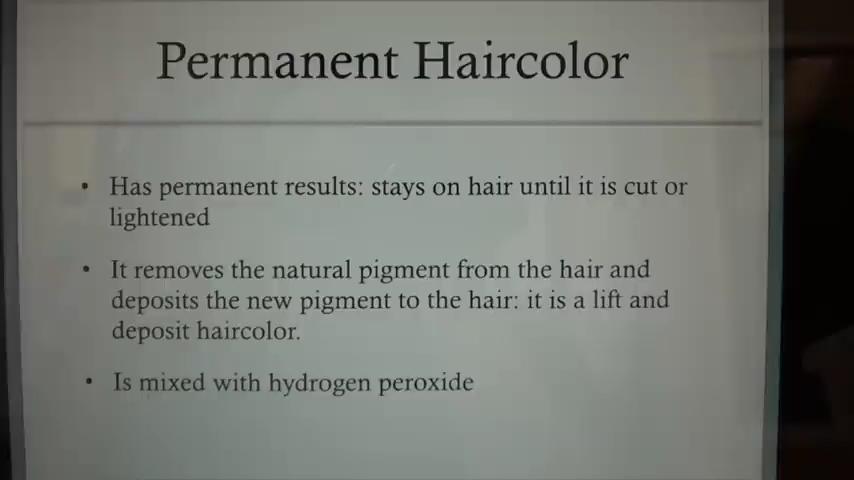 Permanent Haircolor
• Has permanent results: stays on hair until it is cut or
lightened
• It removes the natural pigment from the hair and
deposits the new pigment to the hair: it is a lift and
deposit haircolor.
• Is mixed with hydrogen peroxide